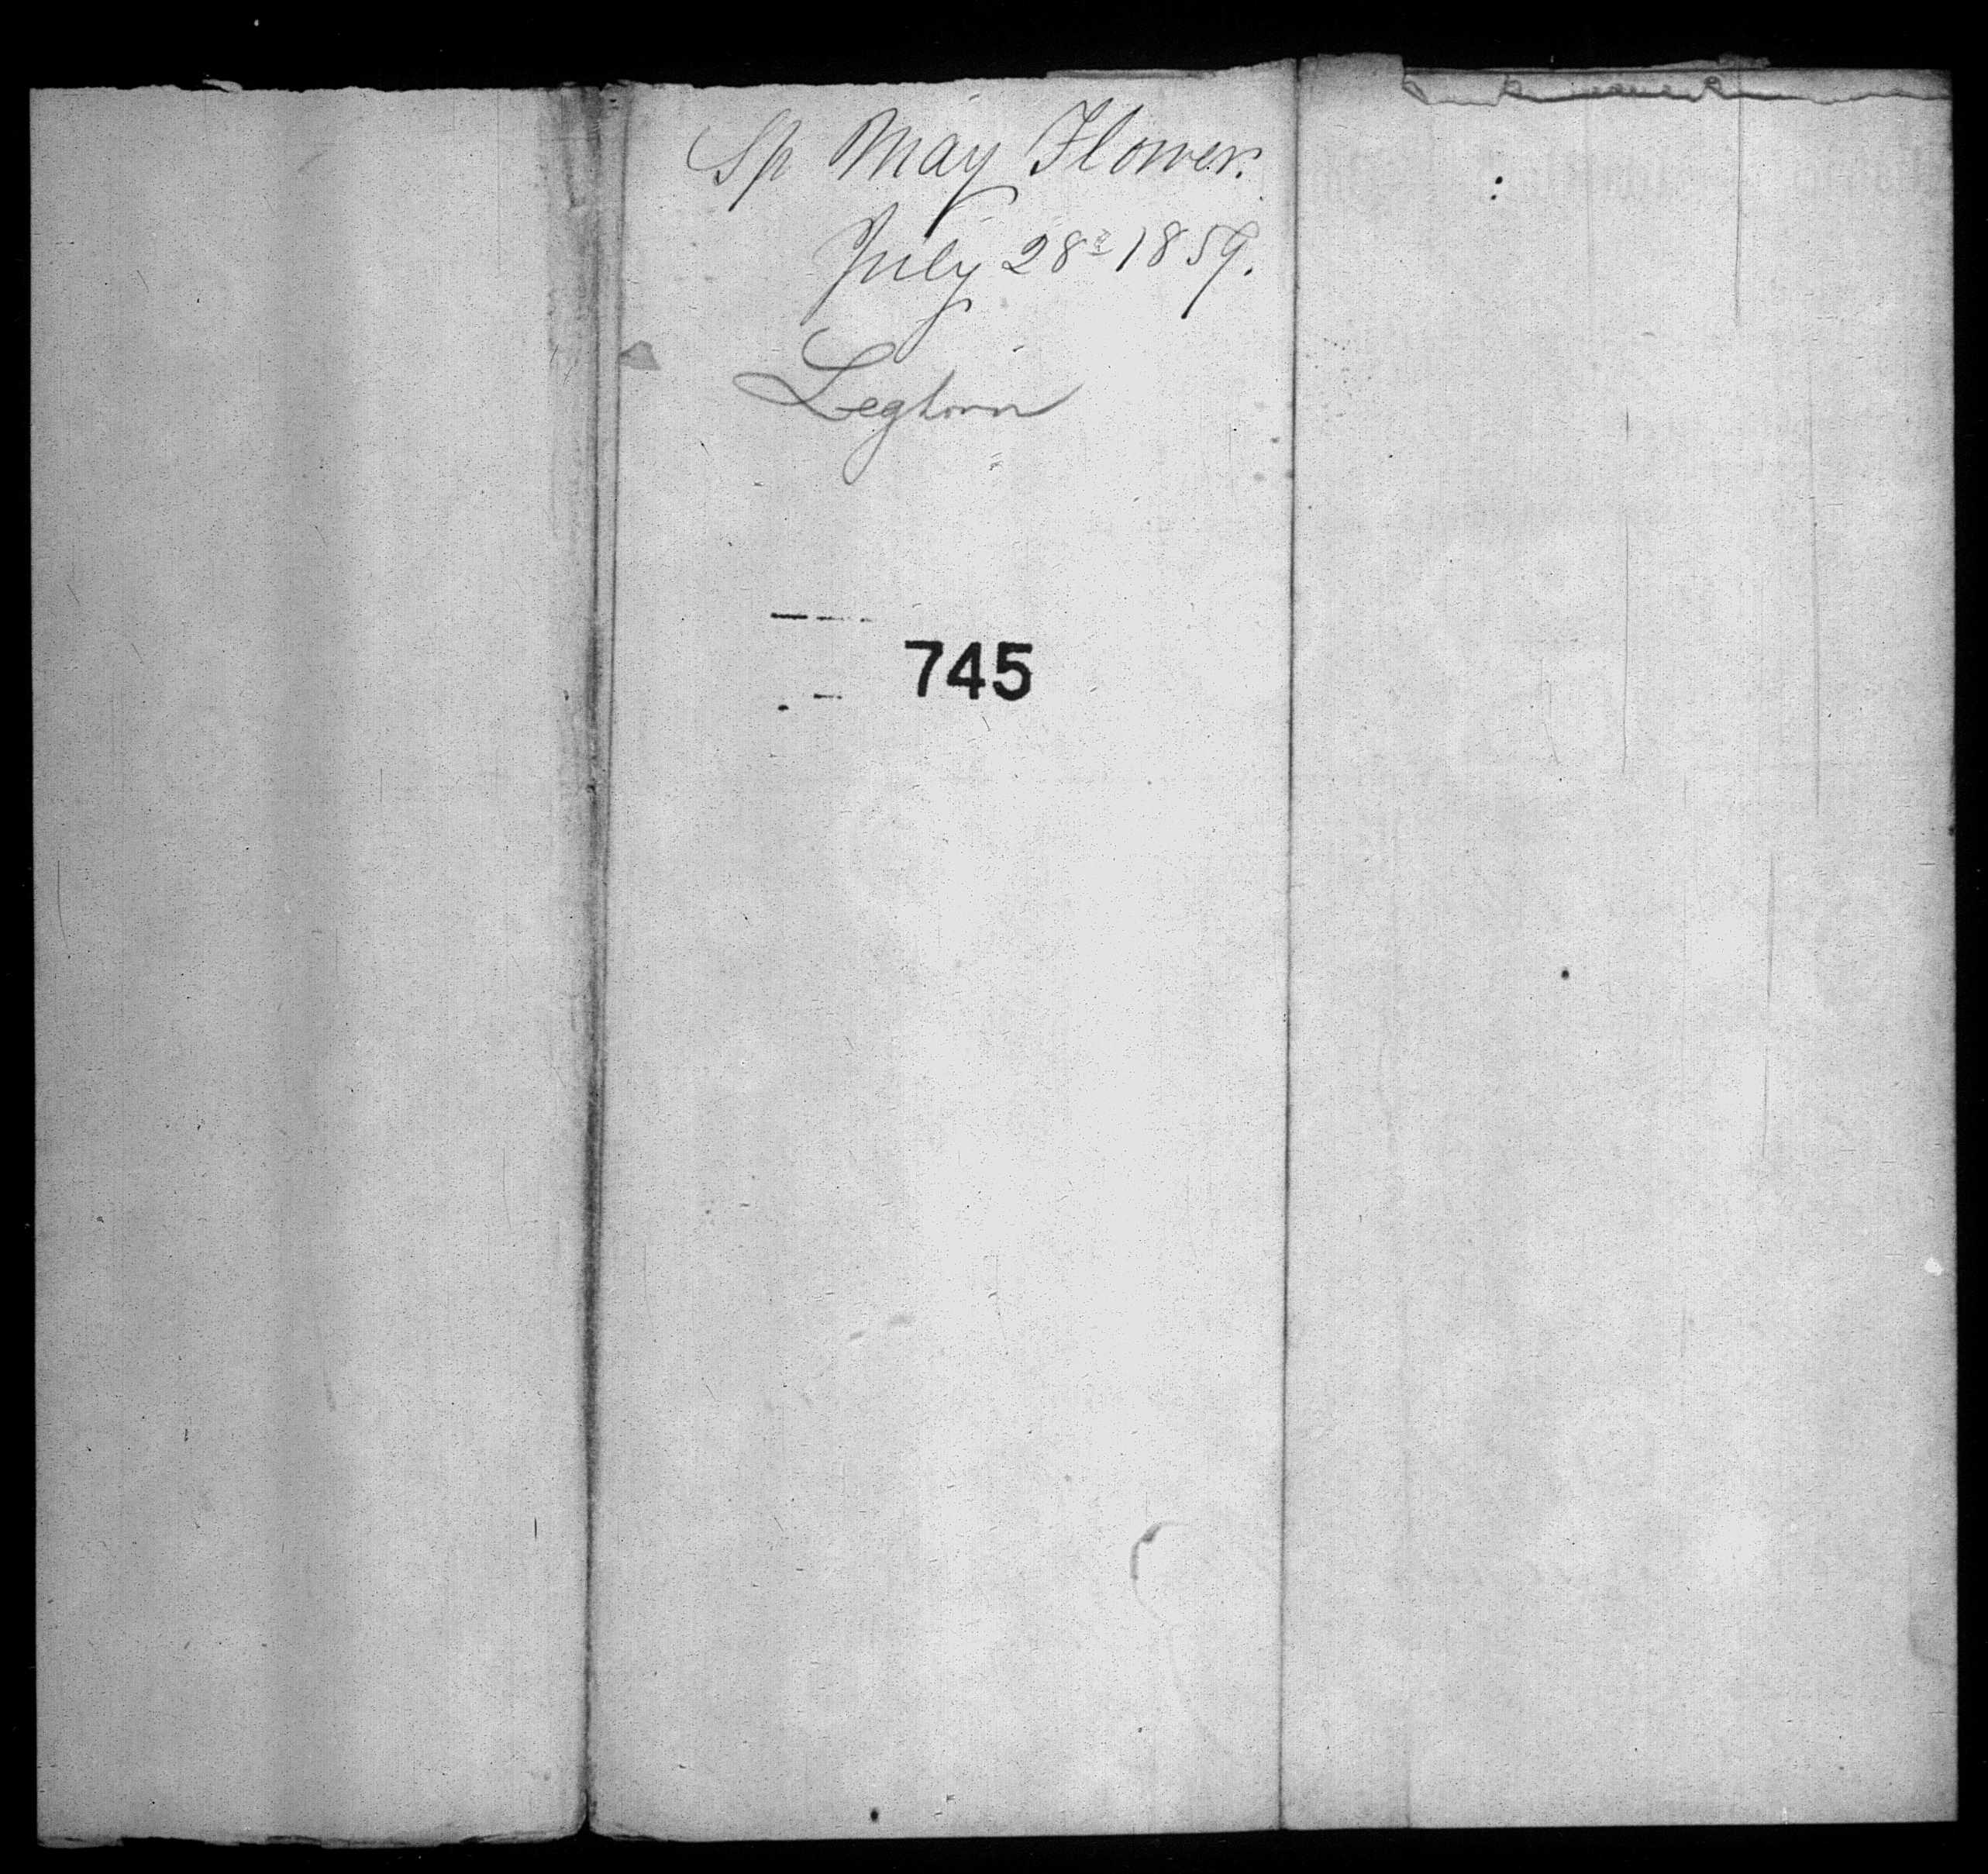 Sp May Flower.
July 28th 1859.
Leghorn
745